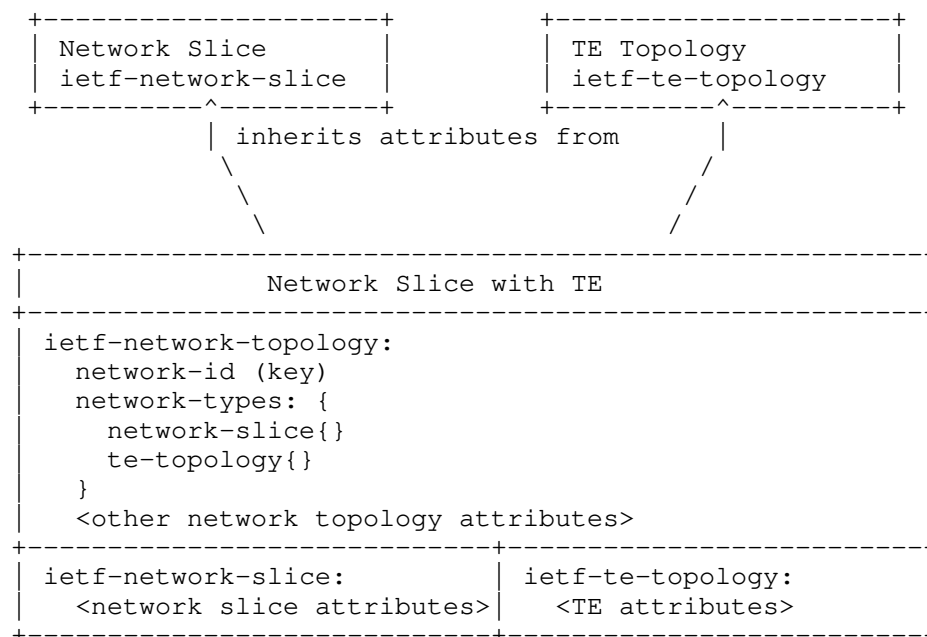 Network Slice
TE Topology
ietf-network-slice
ietf-te-topology
inherits attributes from
Network Slice with TE
ietf-network-topology:
network-id (key)
network-types: {
network-slice{}
te-topology{}
}
<other network topology attributes>
ietf-network-slice:
ietf-te-topology:
<network slice attributes>
<TE attributes>